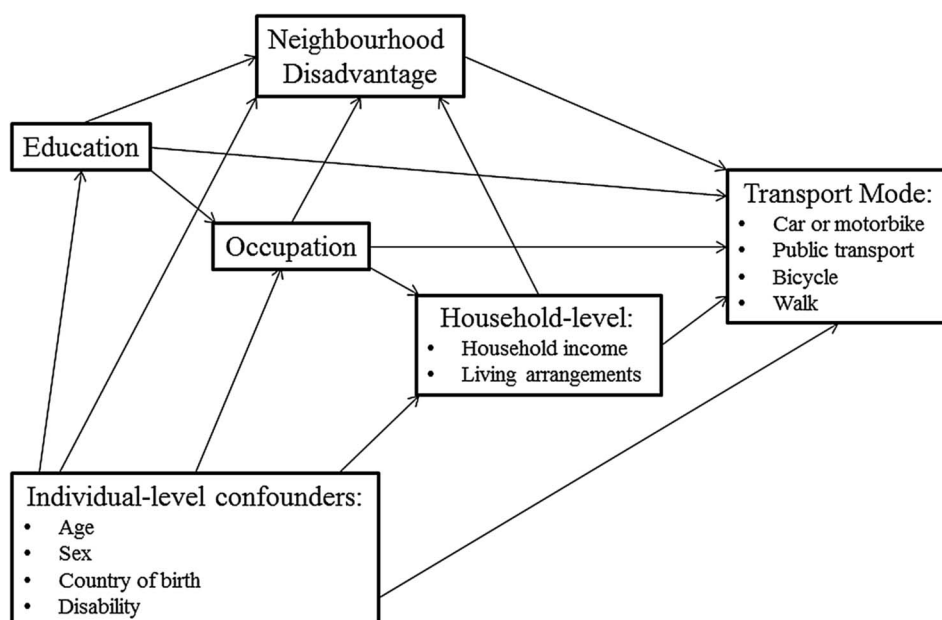 Neighbourhood
Disadvantage
Education
Transport Mode:
• Car or motorbike
• Public transport
• Bicycle
• Walk
Occupation
Household-level:
• Household income
• Living arrangements
Individual-level confounders:
• Age
• Sex
• Country of birth
• Disability